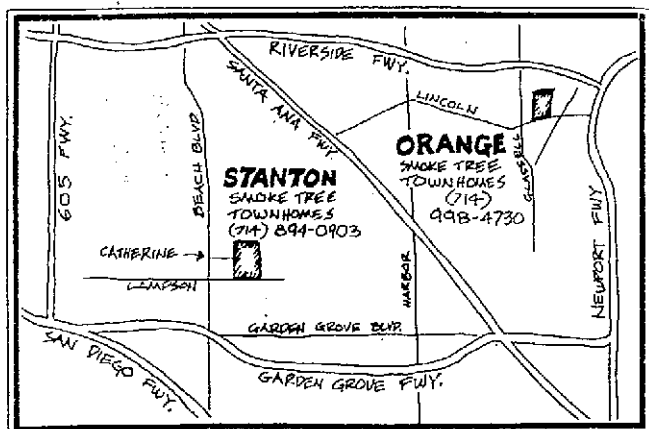 RIVERSIDE FWY.
SANTA ANA FWY
LINCOLN
605 FWY.
BEACH BLVD.
STANTON
SMOKE TREE
TOWNHOMES
(714) 894-0903
ORANGE
SMOKE TREE
TOWNHOMES
(714)
998-4730
GLASSELL
NEWPORT FWY
CATHERINE
LAMPSON
HARBOR
GARDEN GROVE BLVD.
SAN DIEGO FWY.
GARDEN GROVE FWY.